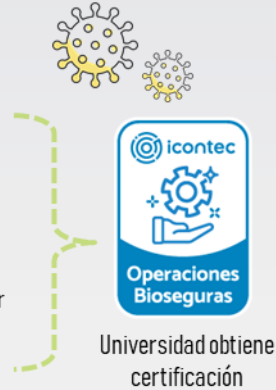 icontec
Operaciones
Bioseguras
r
Universidad obtiene
certificación